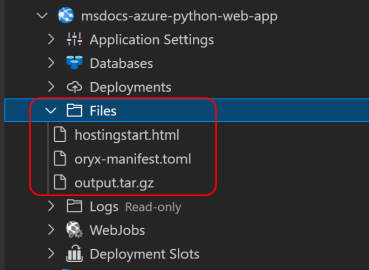 msdocs-azure-python-web-app
Application Settings
Databases
Deployments
Files
hostingstart.html
oryx-manifest.toml
output.tar.gz
Logs Read-only
WebJobs
Deployment Slots